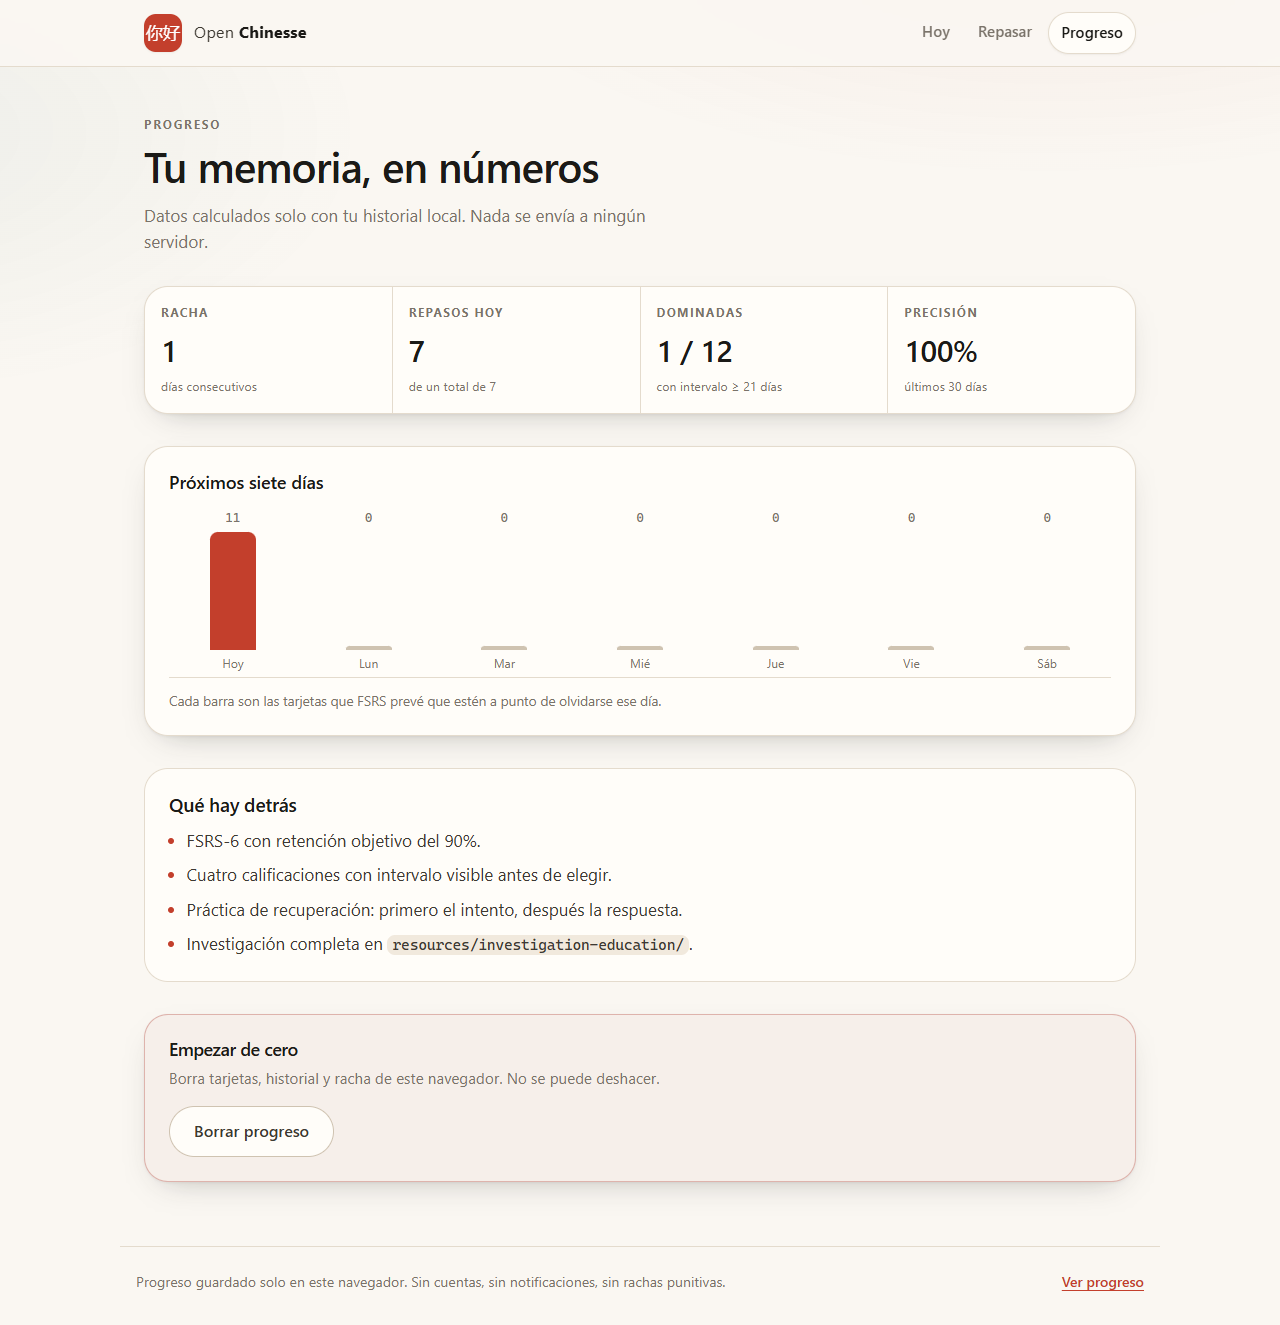 你好 Open Chinesse Hoy Repasar Progreso
PROGRESO
Tu memoria, en números
Datos calculados solo con tu historial local. Nada se envía a ningún
servidor.
RACHA
1
días consecutivos
REPASOS HOY
7
de un total de 7
DOMINADAS
1 / 12
con intervalo ≥ 21 días
PRECISIÓN
100%
últimos 30 días
Próximos siete días
11 0 0 0 0 0 0
Hoy Lun Mar Mié Jue Vie Sáb
Cada barra son las tarjetas que FSRS prevé que estén a punto de olvidarse ese día.
Qué hay detrás
FSRS-6 con retención objetivo del 90%.
Cuatro calificaciones con intervalo visible antes de elegir.
Práctica de recuperación: primero el intento, después la respuesta.
Investigación completa en resources/investigation-education/.
Empezar de cero
Borra tarjetas, historial y racha de este navegador. No se puede deshacer.
Borrar progreso
Progreso guardado solo en este navegador. Sin cuentas, sin notificaciones, sin rachas punitivas. Ver progreso